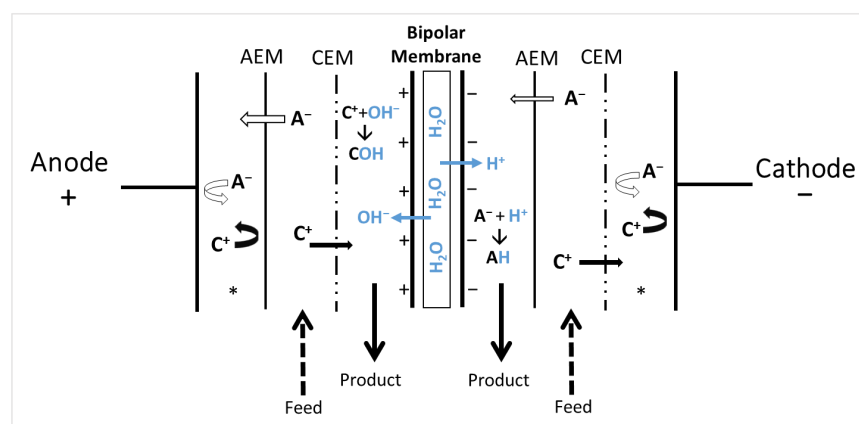 Bipolar
Membrane
AEM
CEM
AEM
CEM
Anode
+
Cathode
–
A⁻
C⁺+OH⁻
COH
A⁻
C⁺
*
C⁺
OH⁻
+
+
+
+
+
H₂O
H₂O
H₂O
–
–
–
–
–
H⁺
A⁻ + H⁺
AH
A⁻
C⁺
A⁻
C⁺
*
Product
Product
Feed
Feed